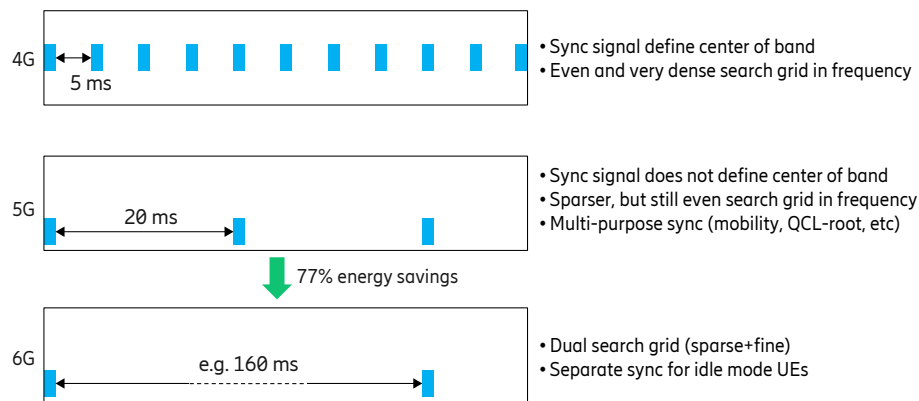 4G
5 ms
• Sync signal define center of band
• Even and very dense search grid in frequency
5G
20 ms
• Sync signal does not define center of band
• Sparser, but still even search grid in frequency
• Multi-purpose sync (mobility, QCL-root, etc)
77% energy savings
6G
e.g. 160 ms
• Dual search grid (sparse+fine)
• Separate sync for idle mode UEs